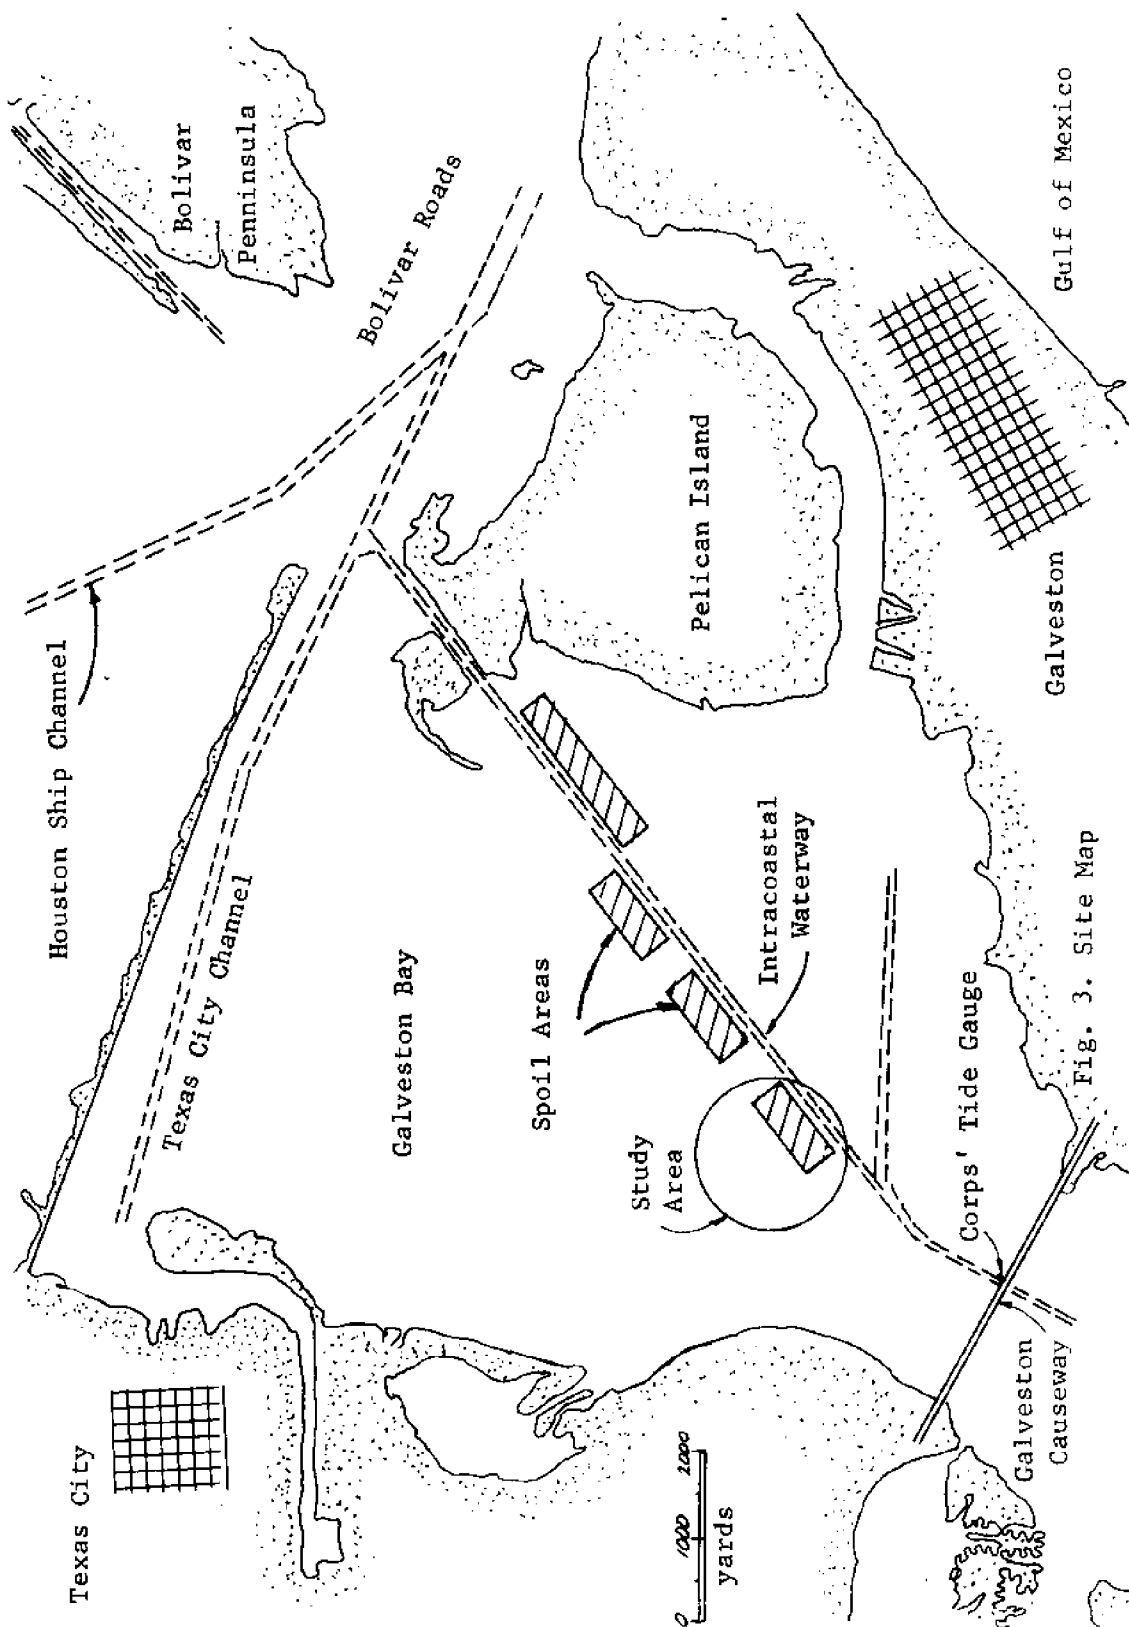 Texas City
Houston Ship Channel
Texas City Channel
Bolivar
Penninsula
Bolivar Roads
Galveston Bay
Spoil Areas
Study
Area
Intracoastal
Waterway
Pelican Island
Corps' Tide Gauge
Galveston
Causeway
Galveston
Gulf of Mexico
0 1000 2000
yards
Fig. 3. Site Map